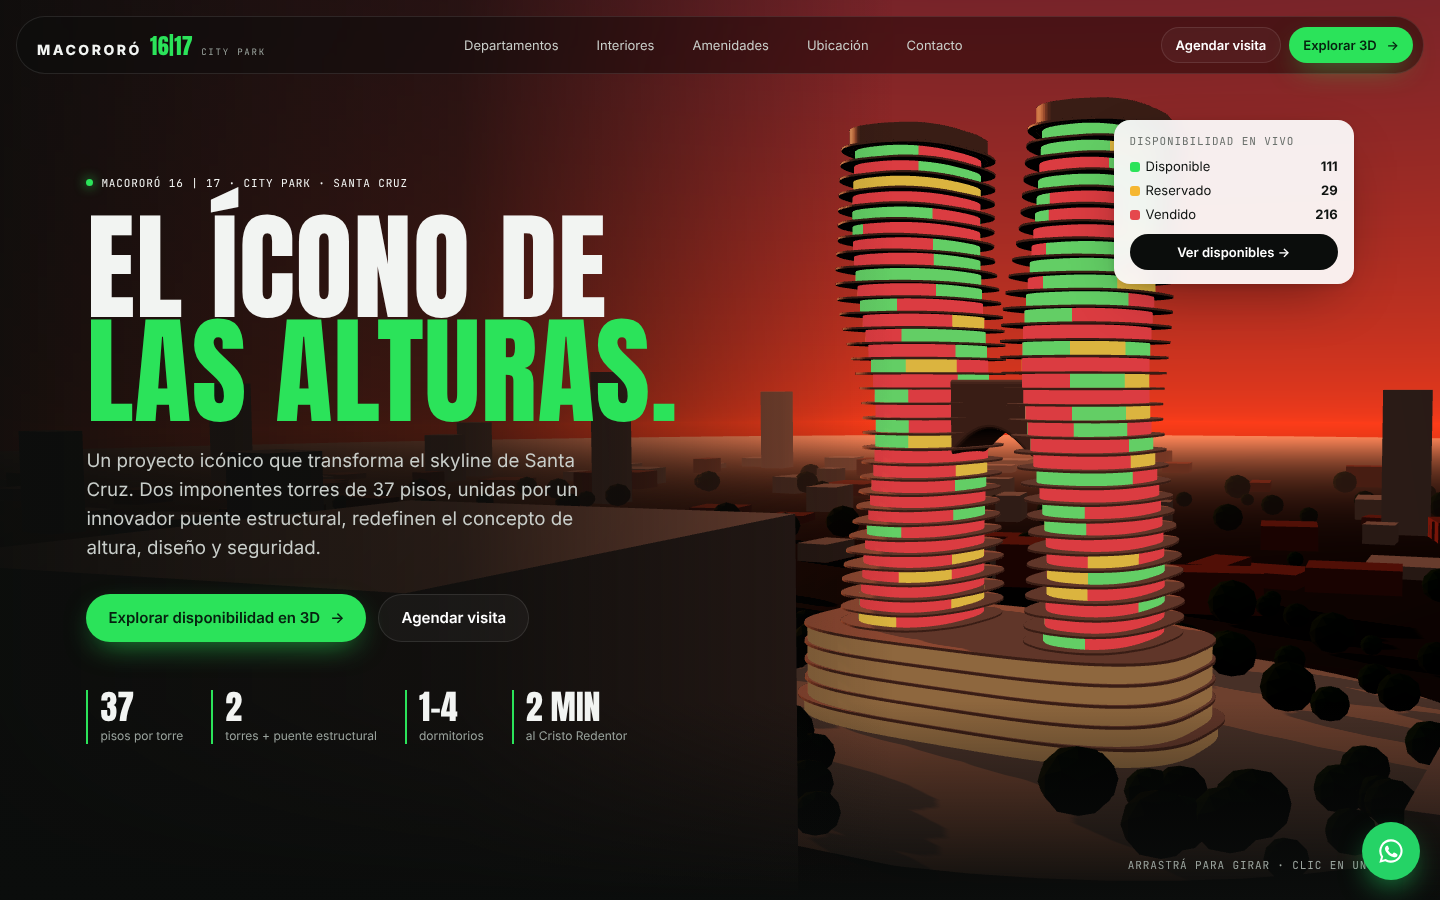 MACORORÓ 16|17 CITY PARK
Departamentos
Interiores
Amenidades
Ubicación
Contacto
Agendar visita
Explorar 3D →
MACORORÓ 16 | 17 · CITY PARK · SANTA CRUZ
EL ÍCONO DE
LAS ALTURAS.
Un proyecto icónico que transforma el skyline de Santa
Cruz. Dos imponentes torres de 37 pisos, unidas por un
innovador puente estructural, redefinen el concepto de
altura, diseño y seguridad.
Explorar disponibilidad en 3D →
Agendar visita
37
pisos por torre
2
torres + puente estructural
1-4
dormitorios
2 MIN
al Cristo Redentor
DISPONIBILIDAD EN VIVO
Disponible 111
Reservado 29
Vendido 216
Ver disponibles →
ARRASTRÁ PARA GIRAR · CLIC EN UN